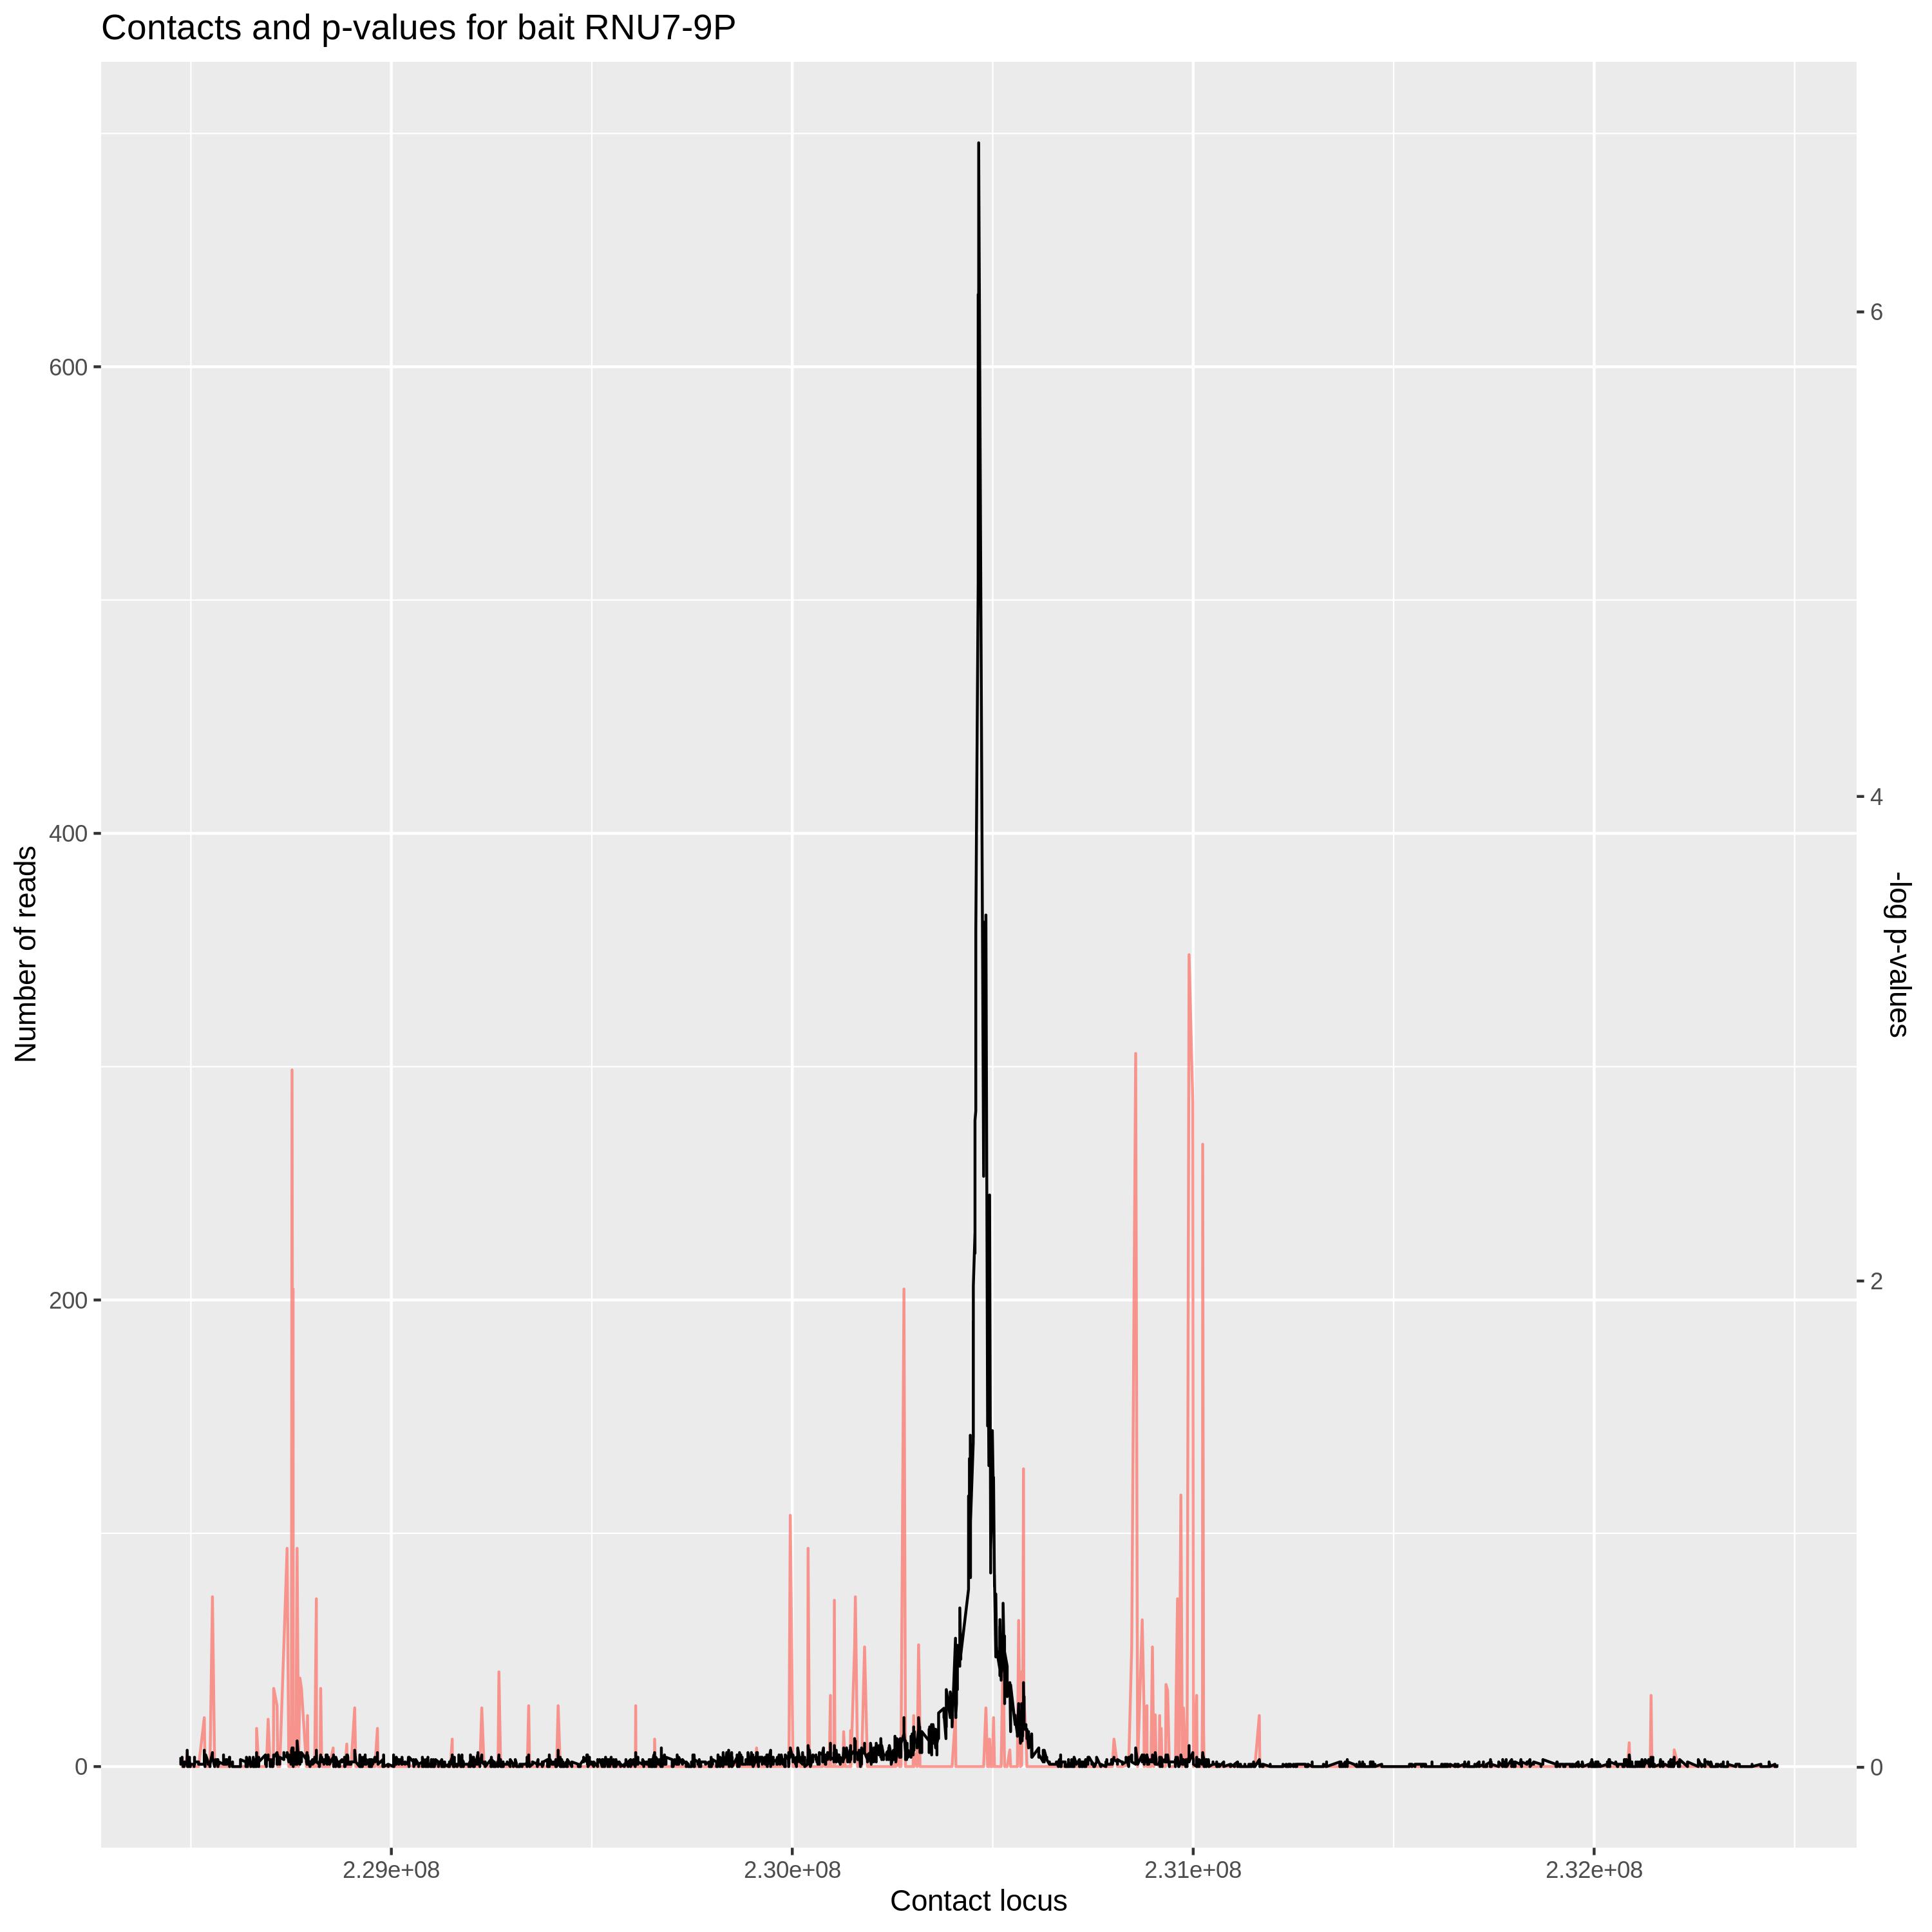 Contacts and p-values for bait RNU7-9P
600
400
200
0
6
4
2
0
Number of reads
-log p-values
2.29e+08
2.30e+08
2.31e+08
2.32e+08
Contact locus